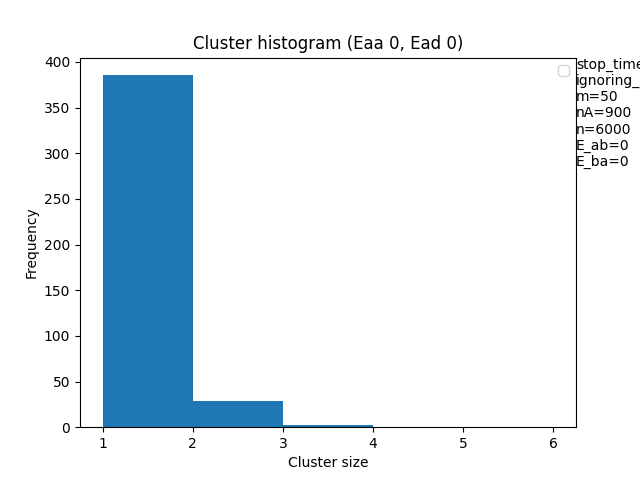 Cluster histogram (Eaa 0, Ead 0)
400
350
300
250
200
150
100
50
0
Frequency
1 2 3 4 5 6
Cluster size
stop_time
ignoring_
m=50
nA=900
n=6000
E_ab=0
E_ba=0